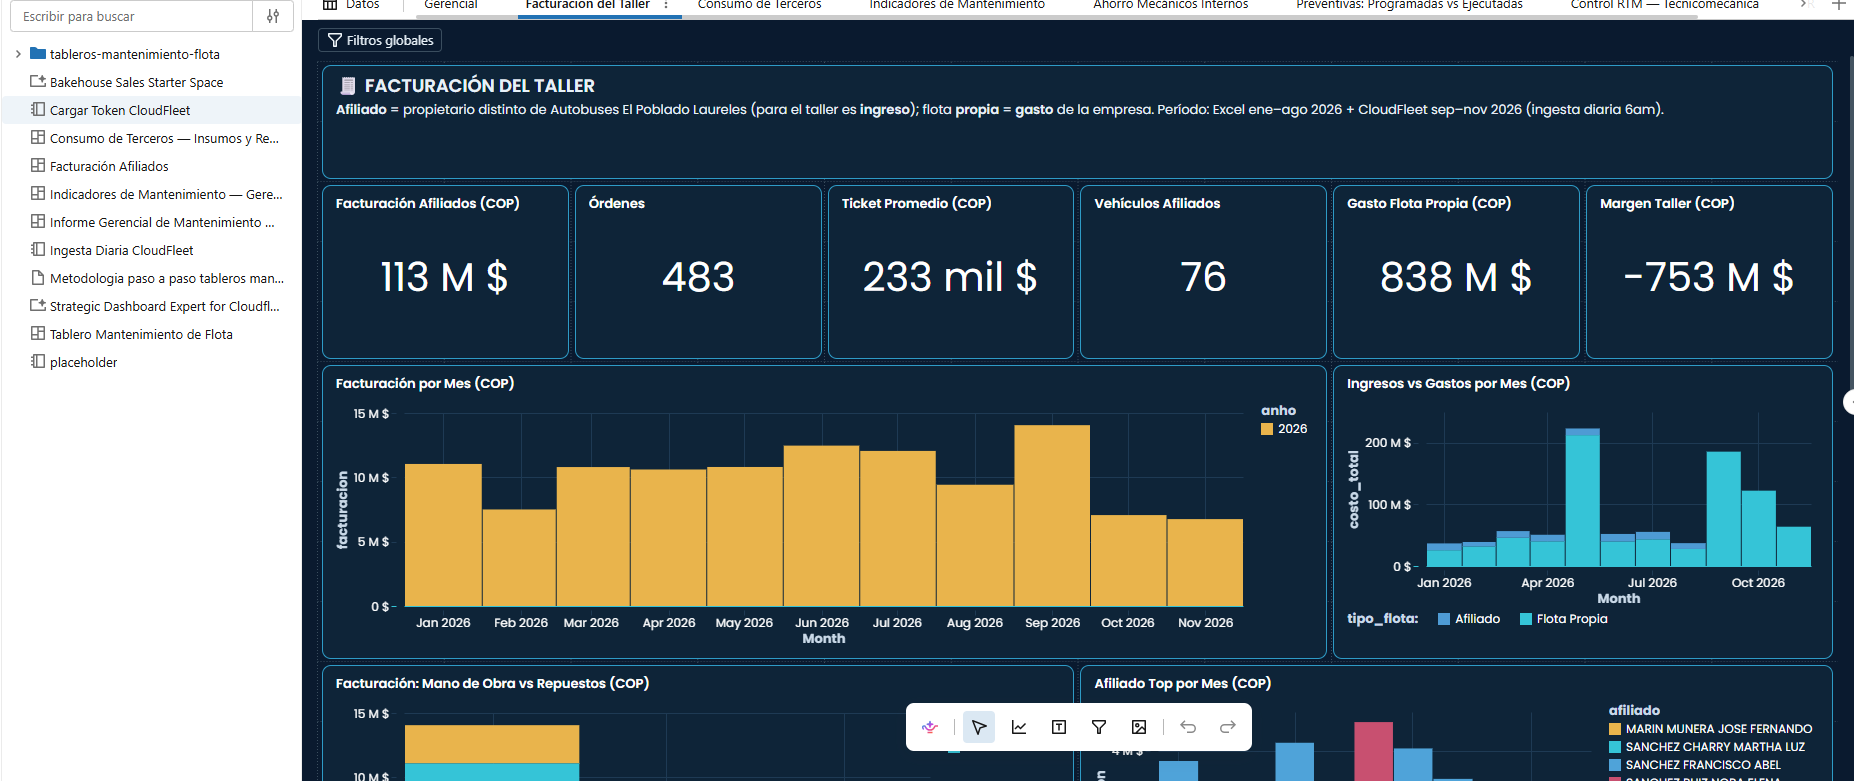 Escribir para buscar
tableros-mantenimiento-flota
Bakehouse Sales Starter Space
Cargar Token CloudFleet
Consumo de Terceros — Insumos y Re...
Facturación Afiliados
Indicadores de Mantenimiento — Gere...
Informe Gerencial de Mantenimiento ...
Ingesta Diaria CloudFleet
Metodologia paso a paso tableros man...
Strategic Dashboard Expert for Cloudfl...
Tablero Mantenimiento de Flota
placeholder
Datos
Gerencial
Facturación del Taller
Consumo de Terceros
Indicadores de Mantenimiento
Ahorro Mecánicos Internos
Preventivas: Programadas vs Ejecutadas
Control RTM — Tecnicomecánica
Filtros globales
FACTURACIÓN DEL TALLER
Afiliado = propietario distinto de Autobuses El Poblado Laureles (para el taller es ingreso); flota propia = gasto de la empresa. Período: Excel ene–ago 2026 + CloudFleet sep–nov 2026 (ingesta diaria 6am).
Facturación Afiliados (COP)
113 M $
Órdenes
483
Ticket Promedio (COP)
233 mil $
Vehículos Afiliados
76
Gasto Flota Propia (COP)
838 M $
Margen Taller (COP)
-753 M $
Facturación por Mes (COP)
15 M $
10 M $
5 M $
0 $
facturacion
Jan 2026 Feb 2026 Mar 2026 Apr 2026 May 2026 Jun 2026 Jul 2026 Aug 2026 Sep 2026 Oct 2026 Nov 2026
Month
anho
2026
Ingresos vs Gastos por Mes (COP)
200 M $
100 M $
0 $
costo_total
Jan 2026 Apr 2026 Jul 2026 Oct 2026
Month
tipo_flota: Afiliado Flota Propia
Facturación: Mano de Obra vs Repuestos (COP)
15 M $
10 M $
Afiliado Top por Mes (COP)
4 M $
afiliado
MARIN MUNERA JOSE FERNANDO
SANCHEZ CHARRY MARTHA LUZ
SANCHEZ FRANCISCO ABEL